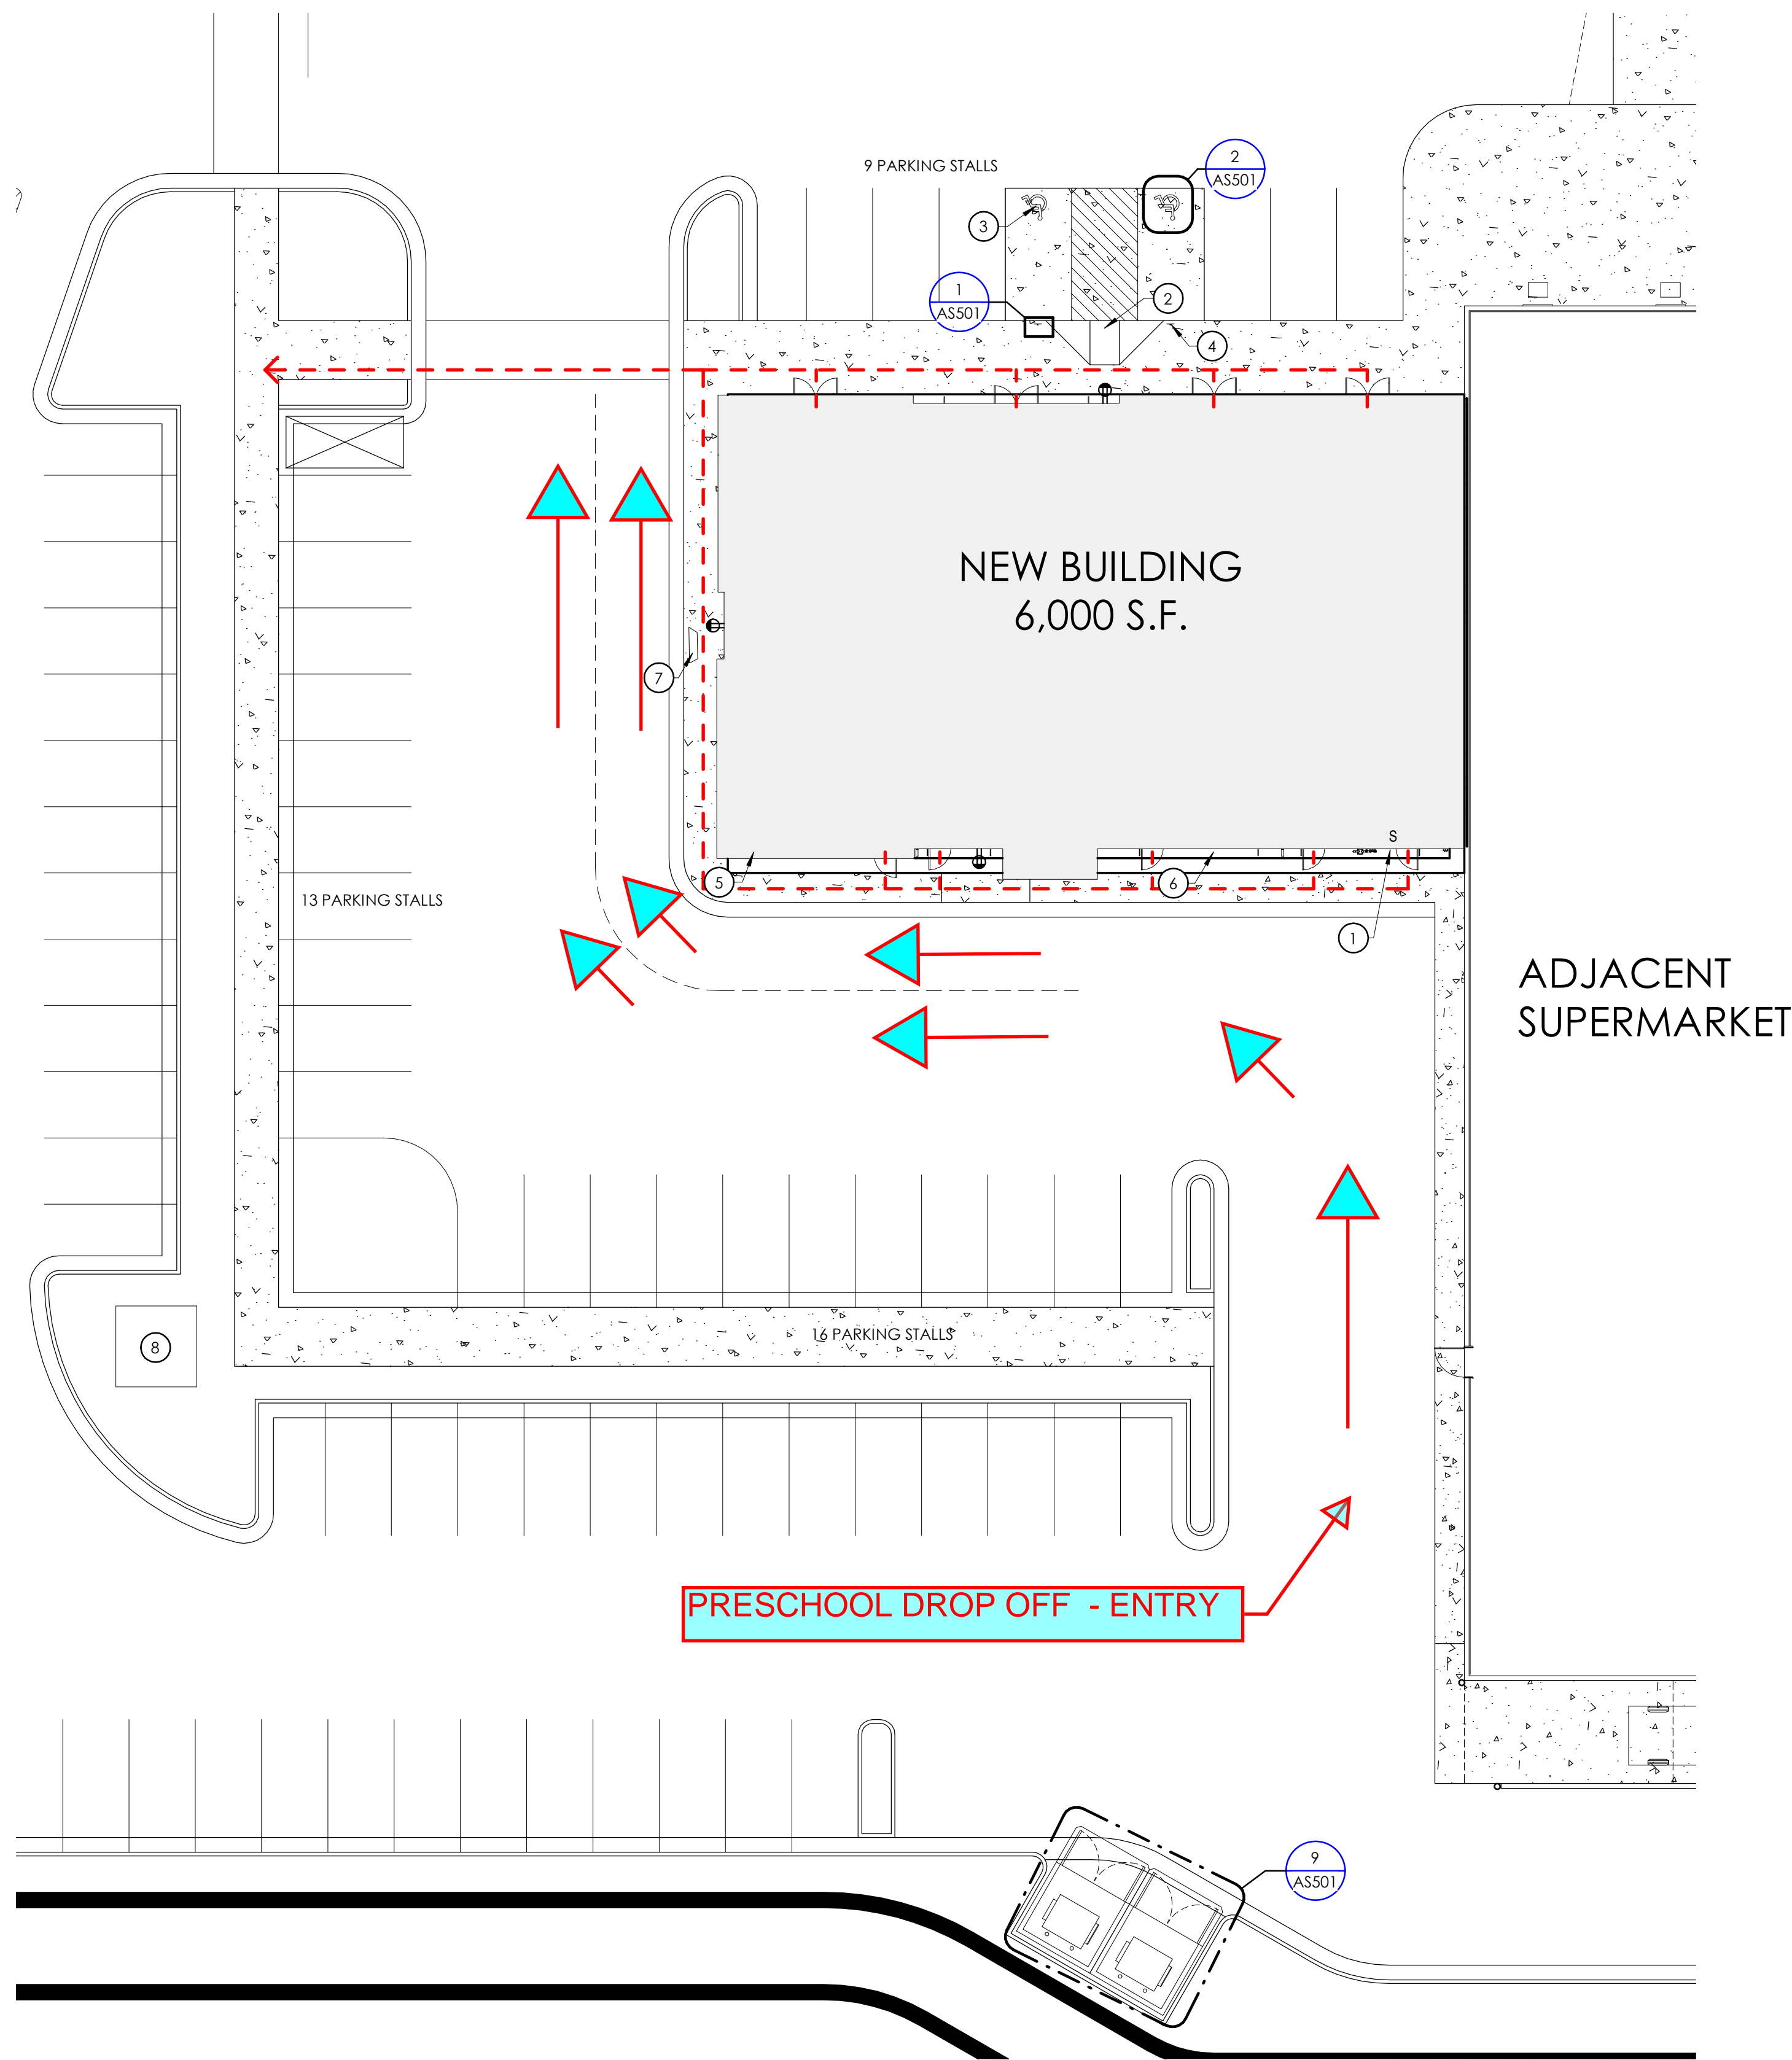 9 PARKING STALLS
2
AS501
3
1
AS501
2
4
NEW BUILDING
6,000 S.F.
7
S
5
6
13 PARKING STALLS
1
ADJACENT
SUPERMARKET
16 PARKING STALLS
8
PRESCHOOL DROP OFF - ENTRY
9
AS501